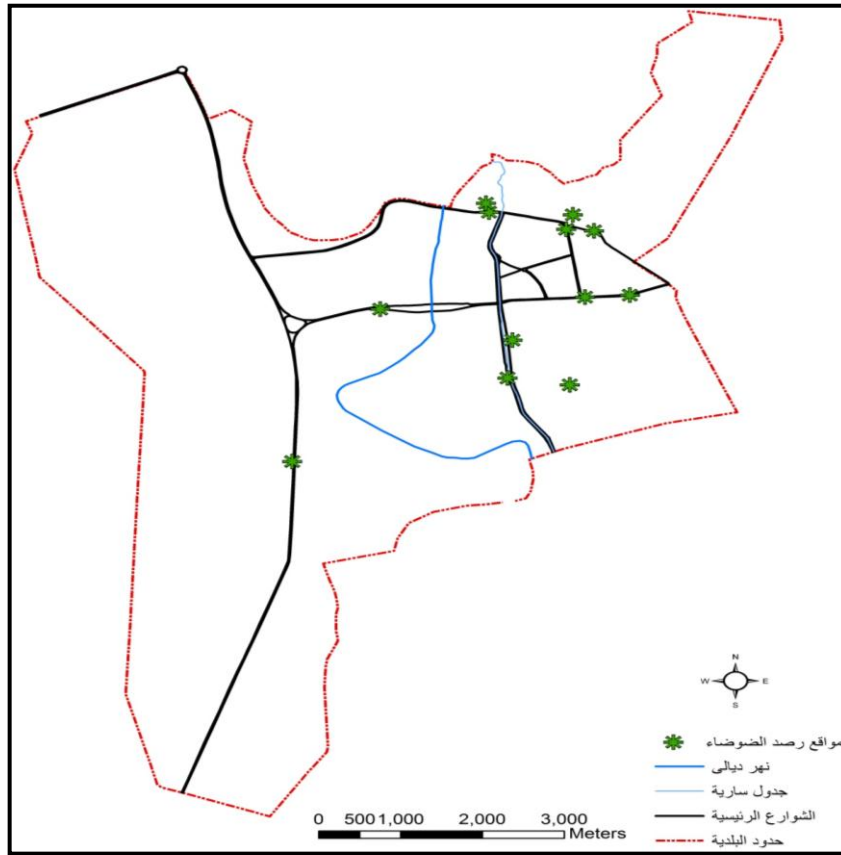 N
W E
S
مواقع رصد الضوضاء
نهر ديالى
جدول سارية
الشوارع الرئيسية
حدود البلدية
0 500 1,000 2,000 3,000
Meters